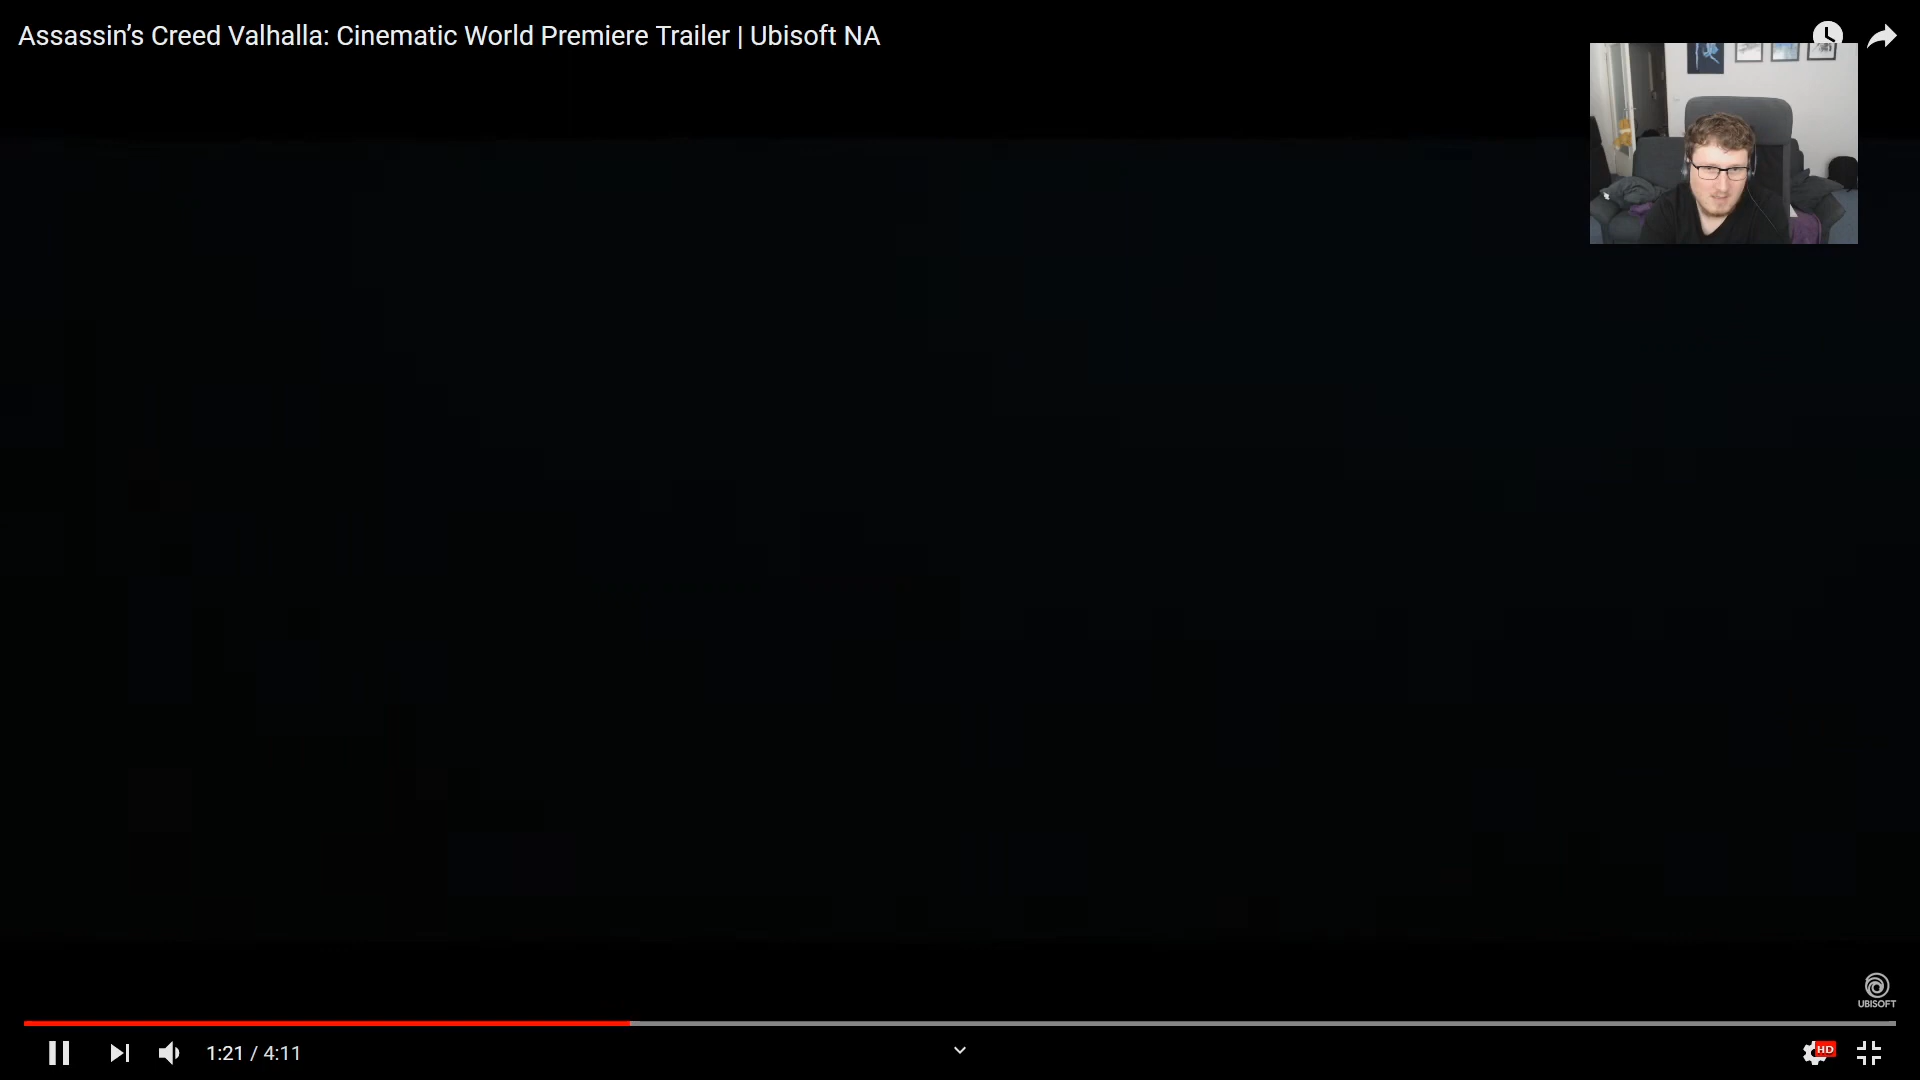 Assassin’s Creed Valhalla: Cinematic World Premiere Trailer | Ubisoft NA
UBISOFT
1:21 / 4:11
HD